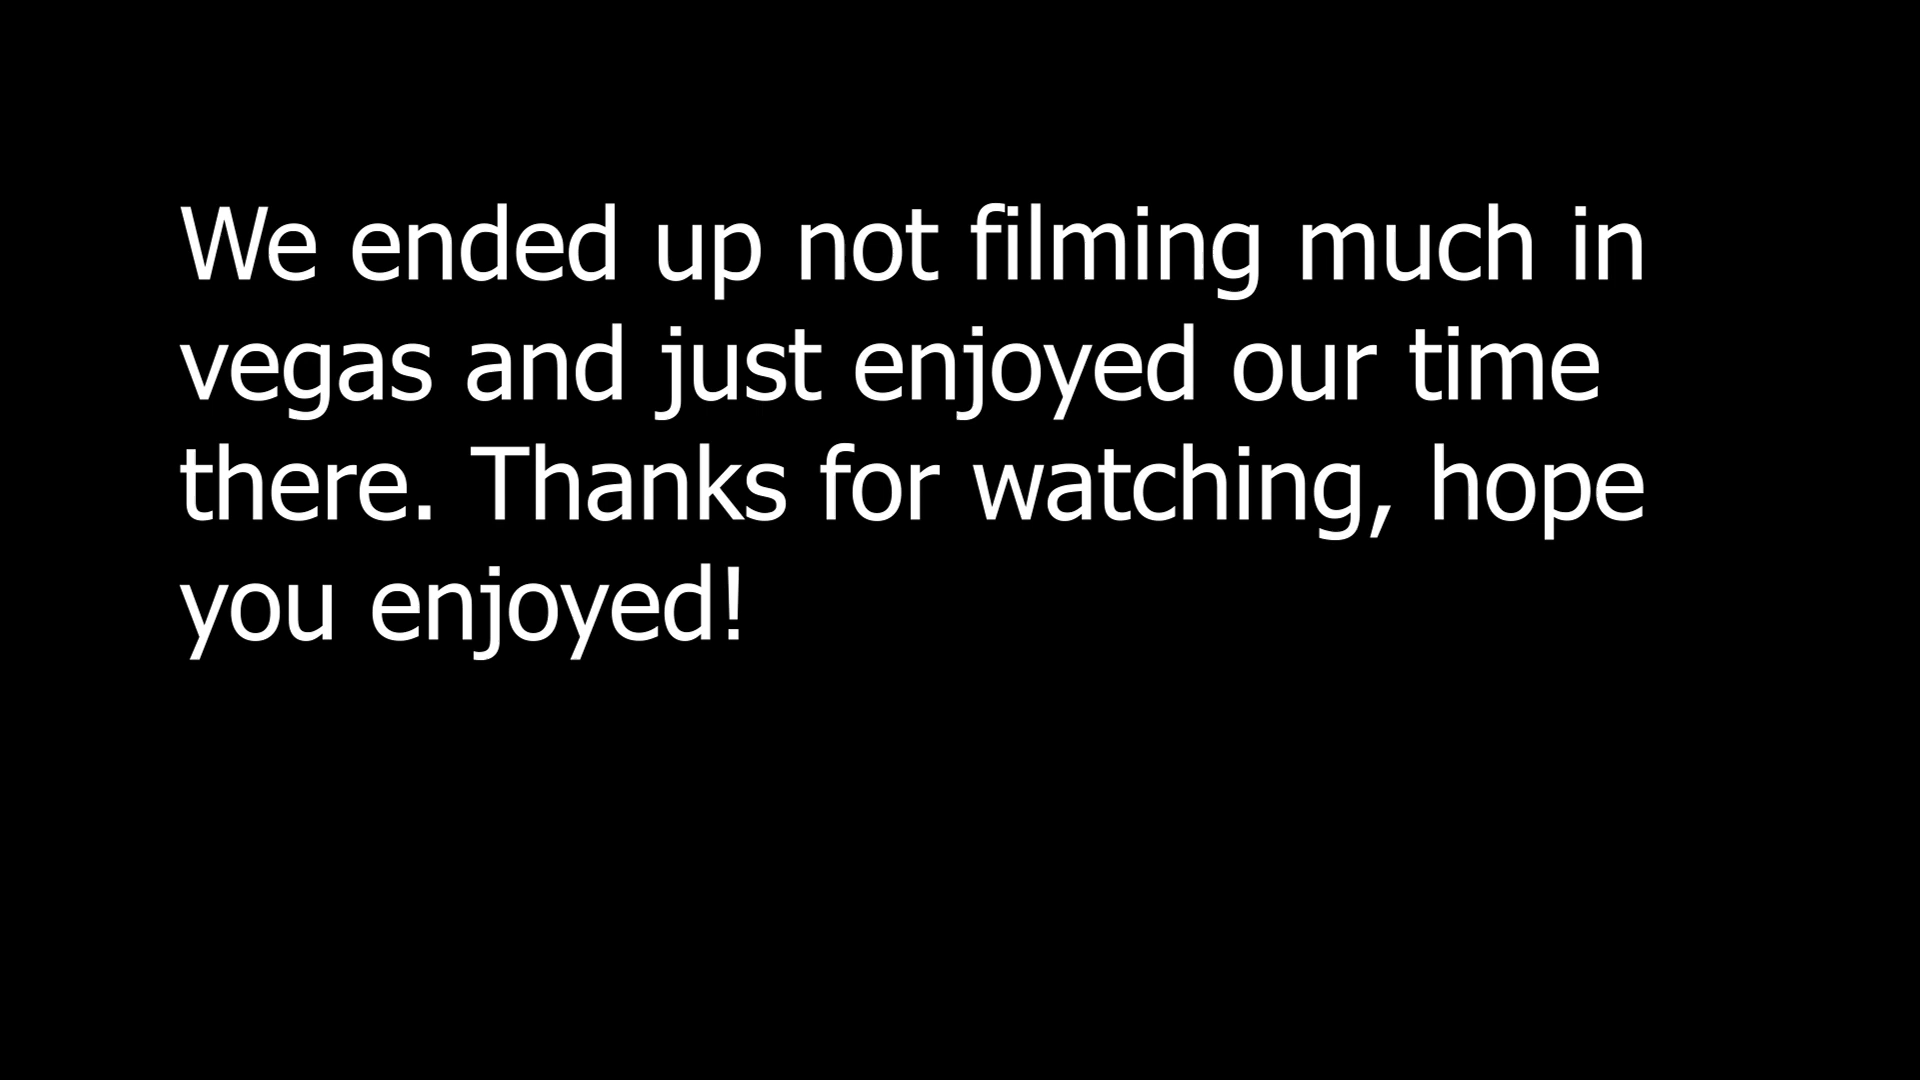 We ended up not filming much in
vegas and just enjoyed our time
there. Thanks for watching, hope
you enjoyed!